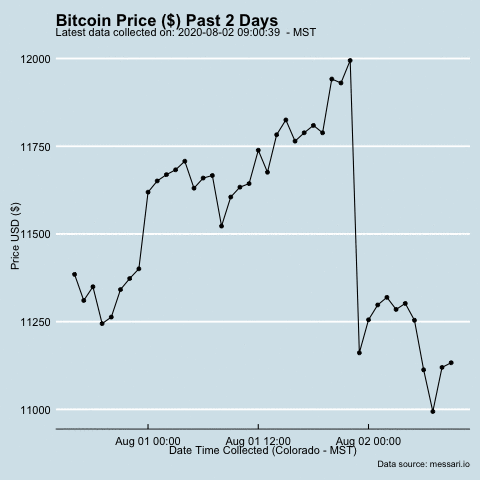 Bitcoin Price ($) Past 2 Days
Latest data collected on: 2020-08-02 09:00:39 - MST
12000
11750
11500
11250
11000
Price USD ($)
Aug 01 00:00 Aug 01 12:00 Aug 02 00:00
Date Time Collected (Colorado - MST)
Data source: messari.io